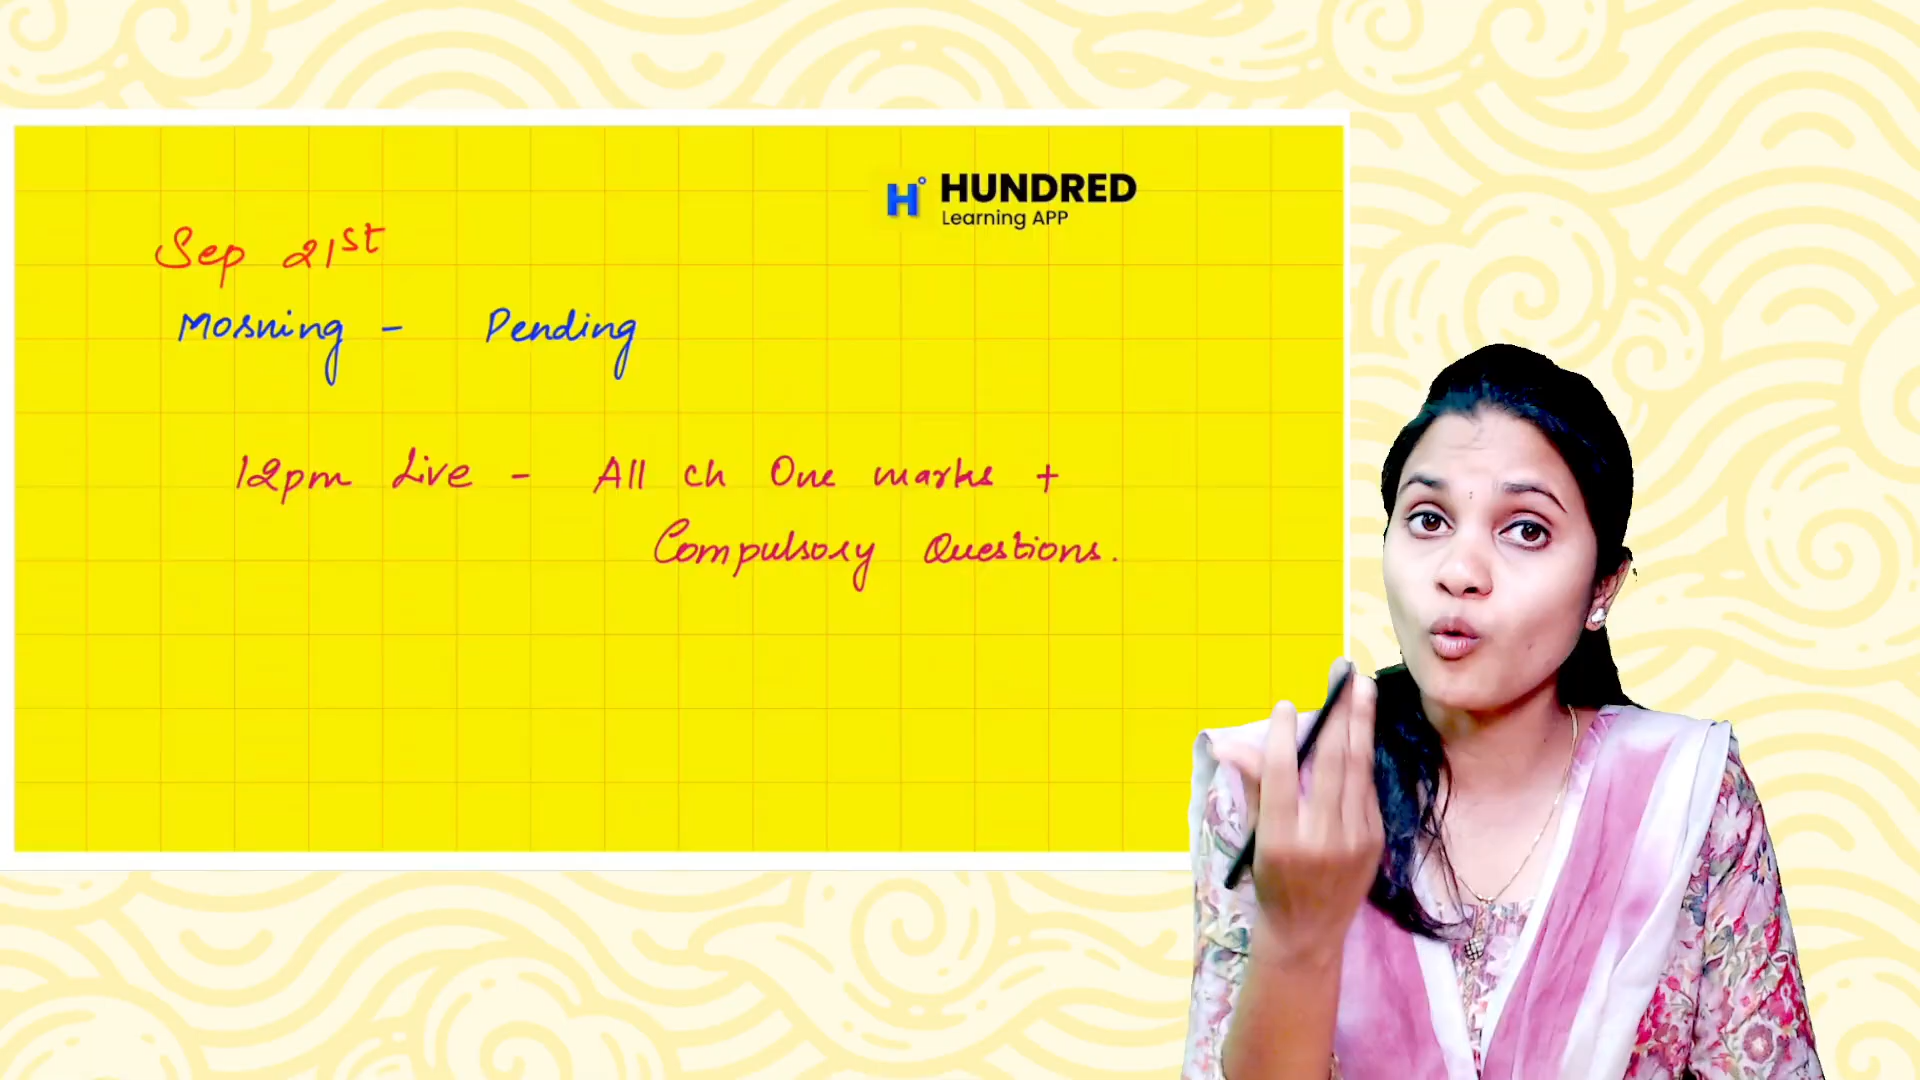 HUNDRED
Learning APP
Sep 21st
Morning - Pending
12pm Live - All ch One marks +
Compulsory Questions.